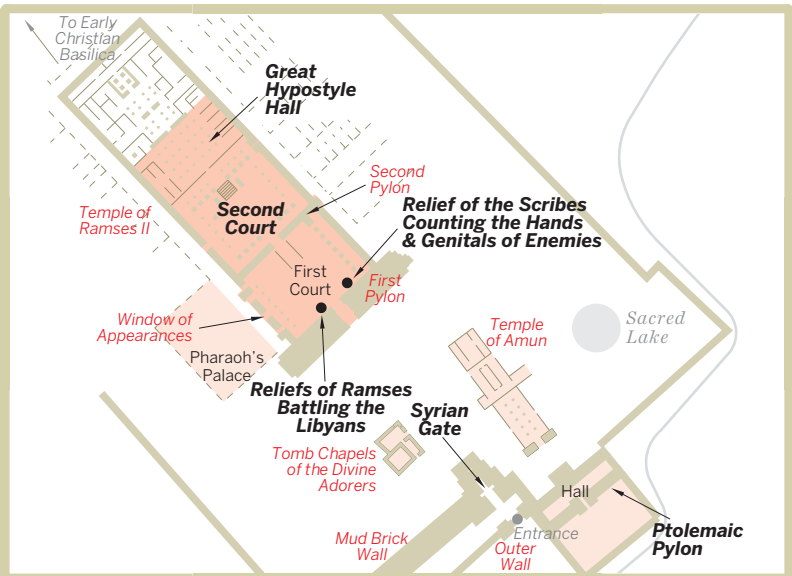 To Early
Christian
Basilica
Great
Hypostyle
Hall
Second
Pylon
Temple of
Ramses II
Second
Court
Relief of the Scribes
Counting the Hands
& Genitals of Enemies
First
Court
First
Pylon
Window of
Appearances
Pharaoh's
Palace
Temple
of Amun
Sacred
Lake
Reliefs of Ramses
Battling the
Libyans
Syrian
Gate
Tomb Chapels
of the Divine
Adorers
Hall
Mud Brick
Wall
Entrance
Outer
Wall
Ptolemaic
Pylon